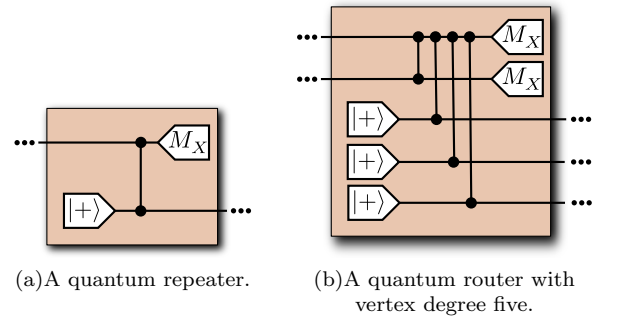 M_X
|+⟩
M_X
M_X
|+⟩
|+⟩
|+⟩
(a)A quantum repeater.
(b)A quantum router with
vertex degree five.